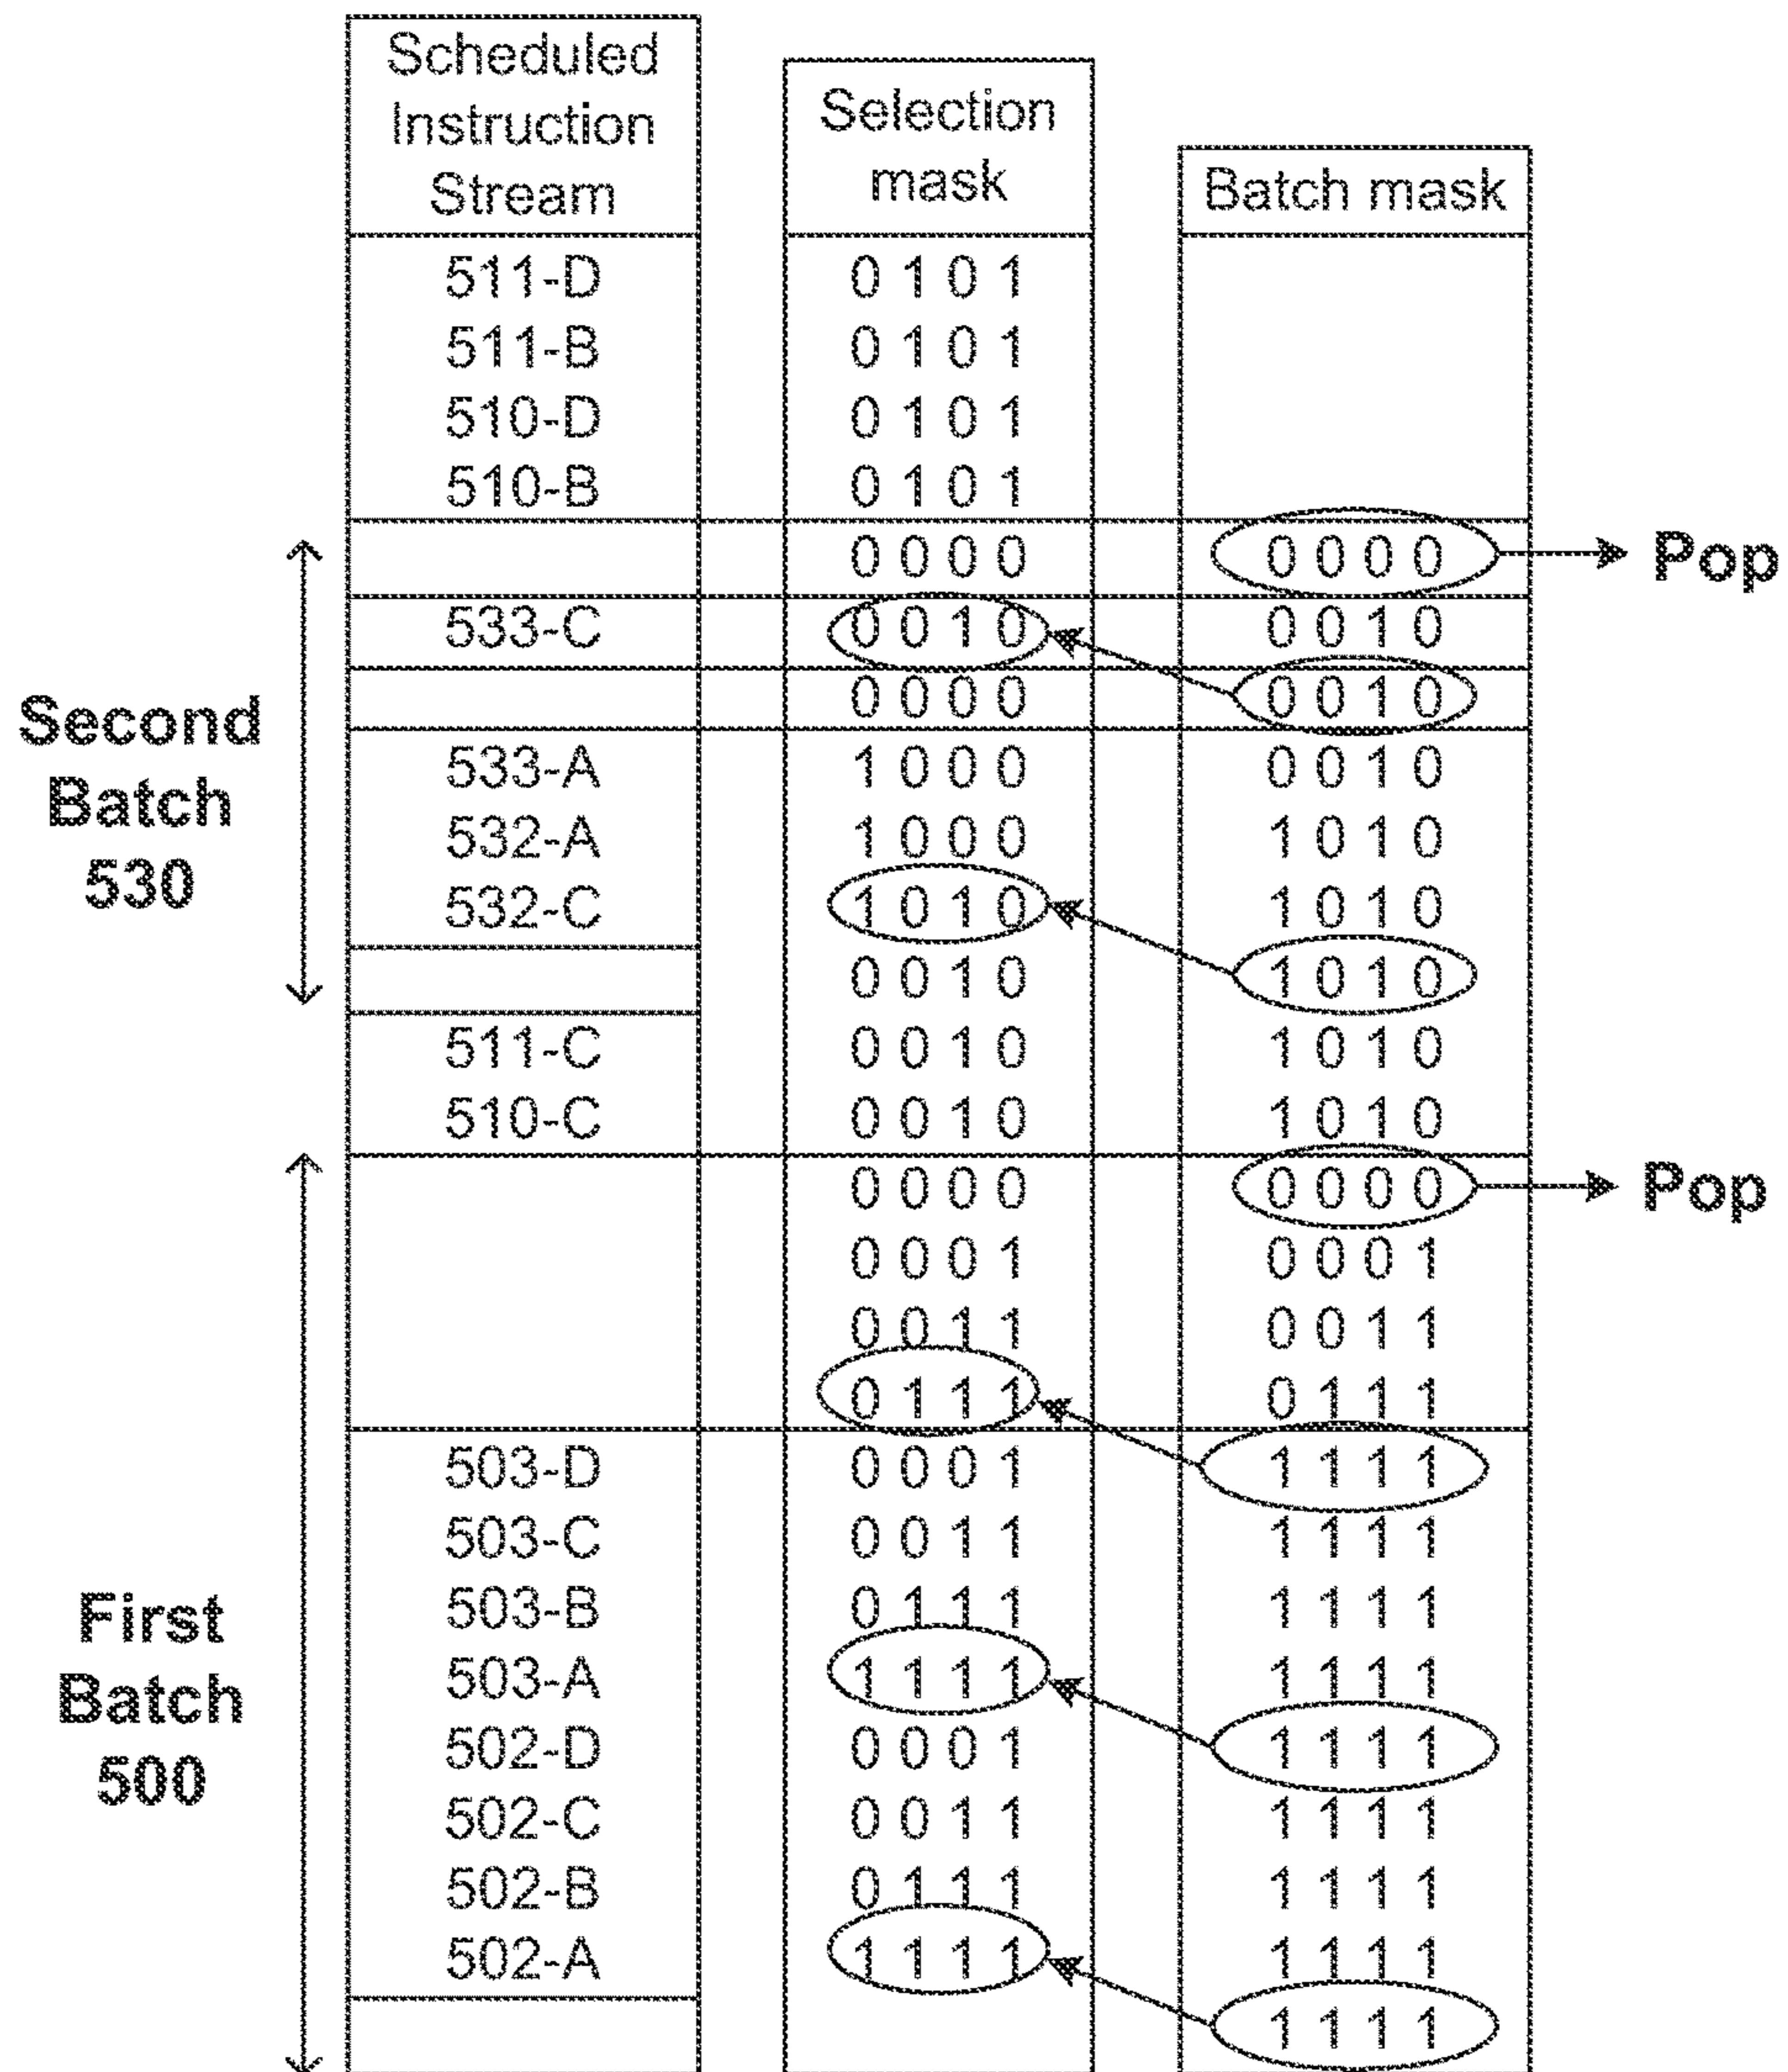 Scheduled
Instruction
Stream
Selection
mask
Batch mask
511-D 0 1 0 1
511-B 0 1 0 1
510-D 0 1 0 1
510-B 0 1 0 1
0 0 0 0 0 0 0 0 Pop
533-C 0 0 1 0 0 0 1 0
0 0 0 0 0 0 1 0
533-A 1 0 0 0 0 0 1 0
532-A 1 0 0 0 1 0 1 0
532-C 1 0 1 0 1 0 1 0
0 0 1 0 1 0 1 0
Second
Batch
530
511-C 0 0 1 0 1 0 1 0
510-C 0 0 1 0 1 0 1 0
0 0 0 0 0 0 0 0 Pop
0 0 0 1 0 0 0 1
0 0 1 1 0 0 1 1
0 1 1 1 0 1 1 1
503-D 0 0 0 1 1 1 1 1
503-C 0 0 1 1 1 1 1 1
503-B 0 1 1 1 1 1 1 1
503-A 1 1 1 1 1 1 1 1
502-D 0 0 0 1 1 1 1 1
502-C 0 0 1 1 1 1 1 1
502-B 0 1 1 1 1 1 1 1
502-A 1 1 1 1 1 1 1 1
1 1 1 1
First
Batch
500